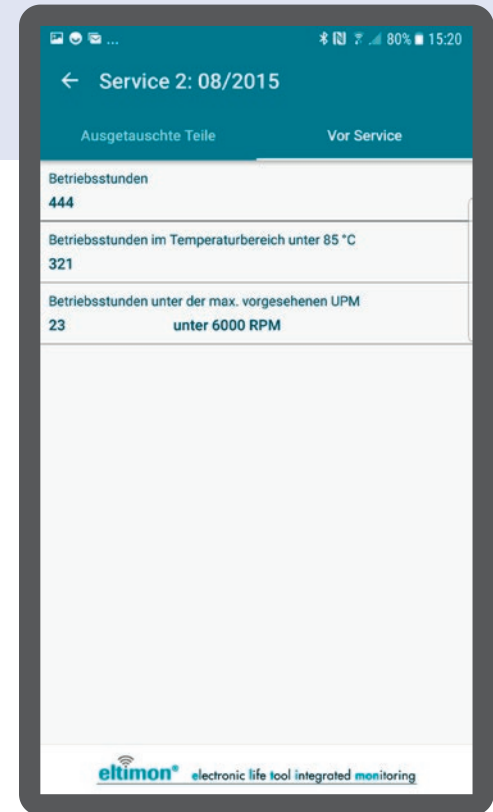 ... 80% 15:20
← Service 2: 08/2015
Ausgetauschte Teile Vor Service
Betriebsstunden
444
Betriebsstunden im Temperaturbereich unter 85 °C
321
Betriebsstunden unter der max. vorgesehenen UPM
23 unter 6000 RPM
eltimon® electronic life tool integrated monitoring